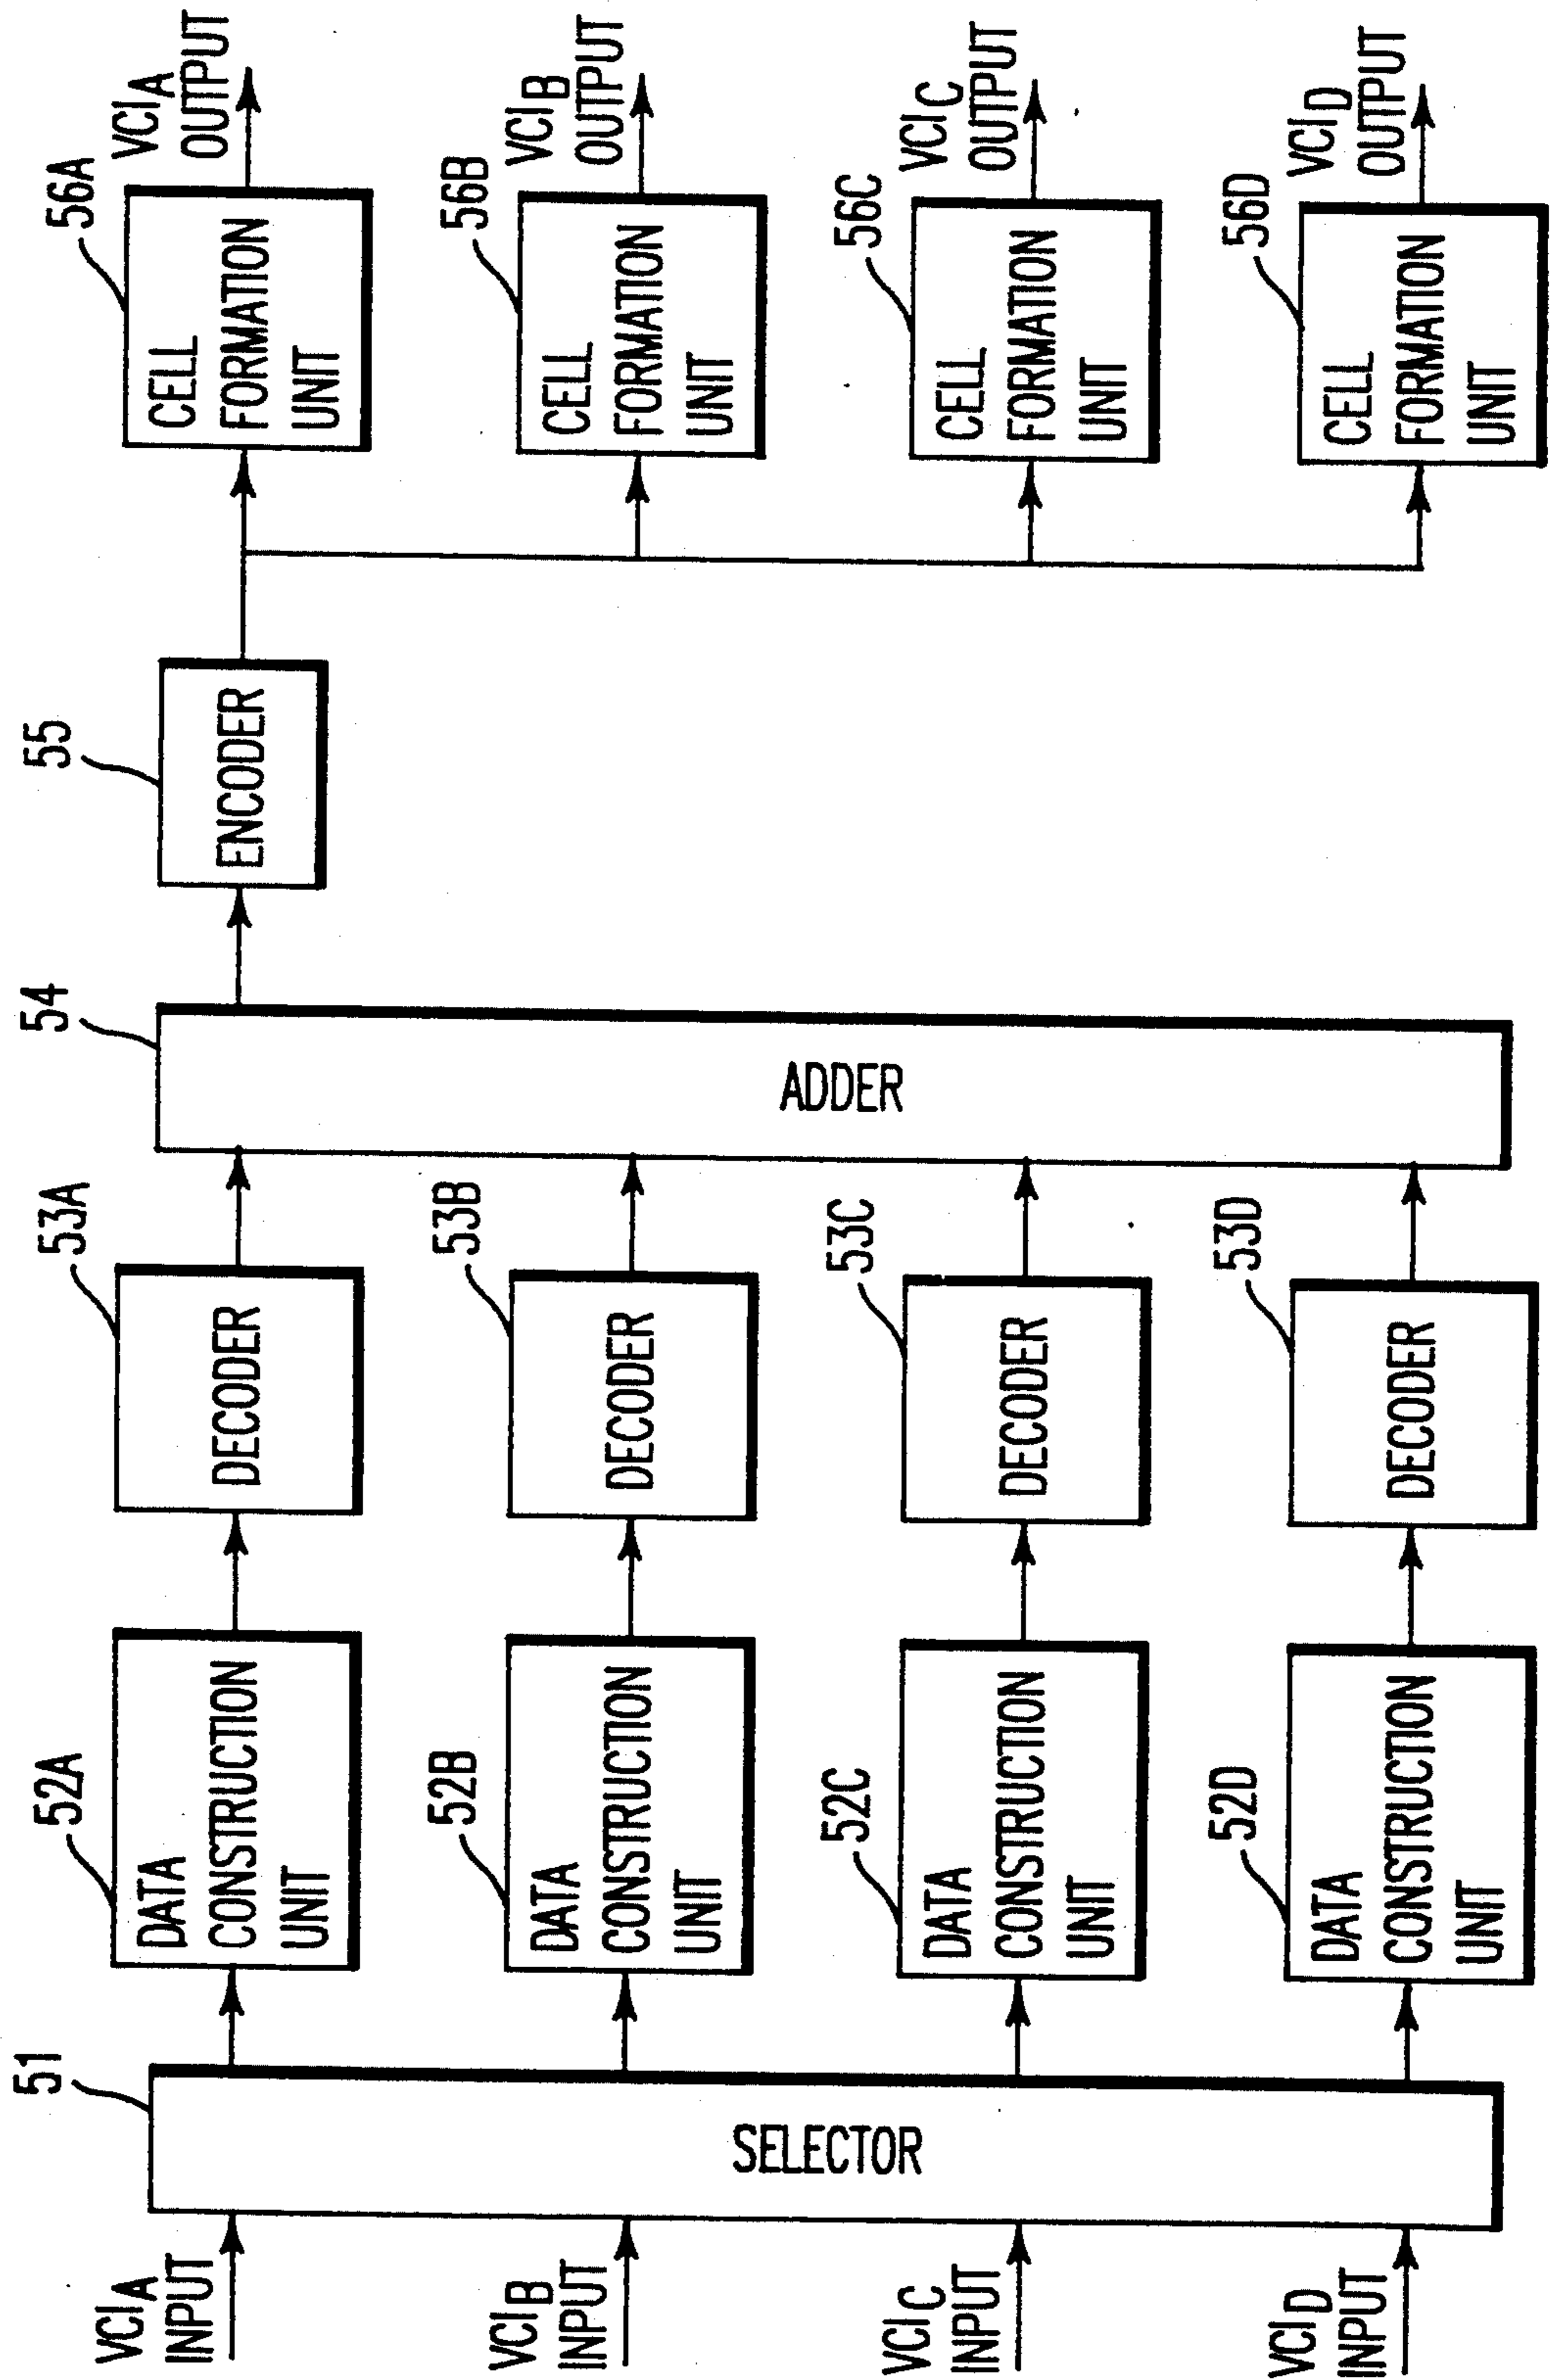 VCIA
INPUT
VCIB
INPUT
VCIC
INPUT
VCID
INPUT
51
SELECTOR
52A
DATA
CONSTRUCTION
UNIT
52B
DATA
CONSTRUCTION
UNIT
52C
DATA
CONSTRUCTION
UNIT
52D
DATA
CONSTRUCTION
UNIT
53A
DECODER
53B
DECODER
53C
DECODER
53D
DECODER
54
ADDER
55
ENCODER
56A
CELL
FORMATION
UNIT
56B
CELL
FORMATION
UNIT
56C
CELL
FORMATION
UNIT
56D
CELL
FORMATION
UNIT
VCIA
OUTPUT
VCIB
OUTPUT
VCIC
OUTPUT
VCID
OUTPUT